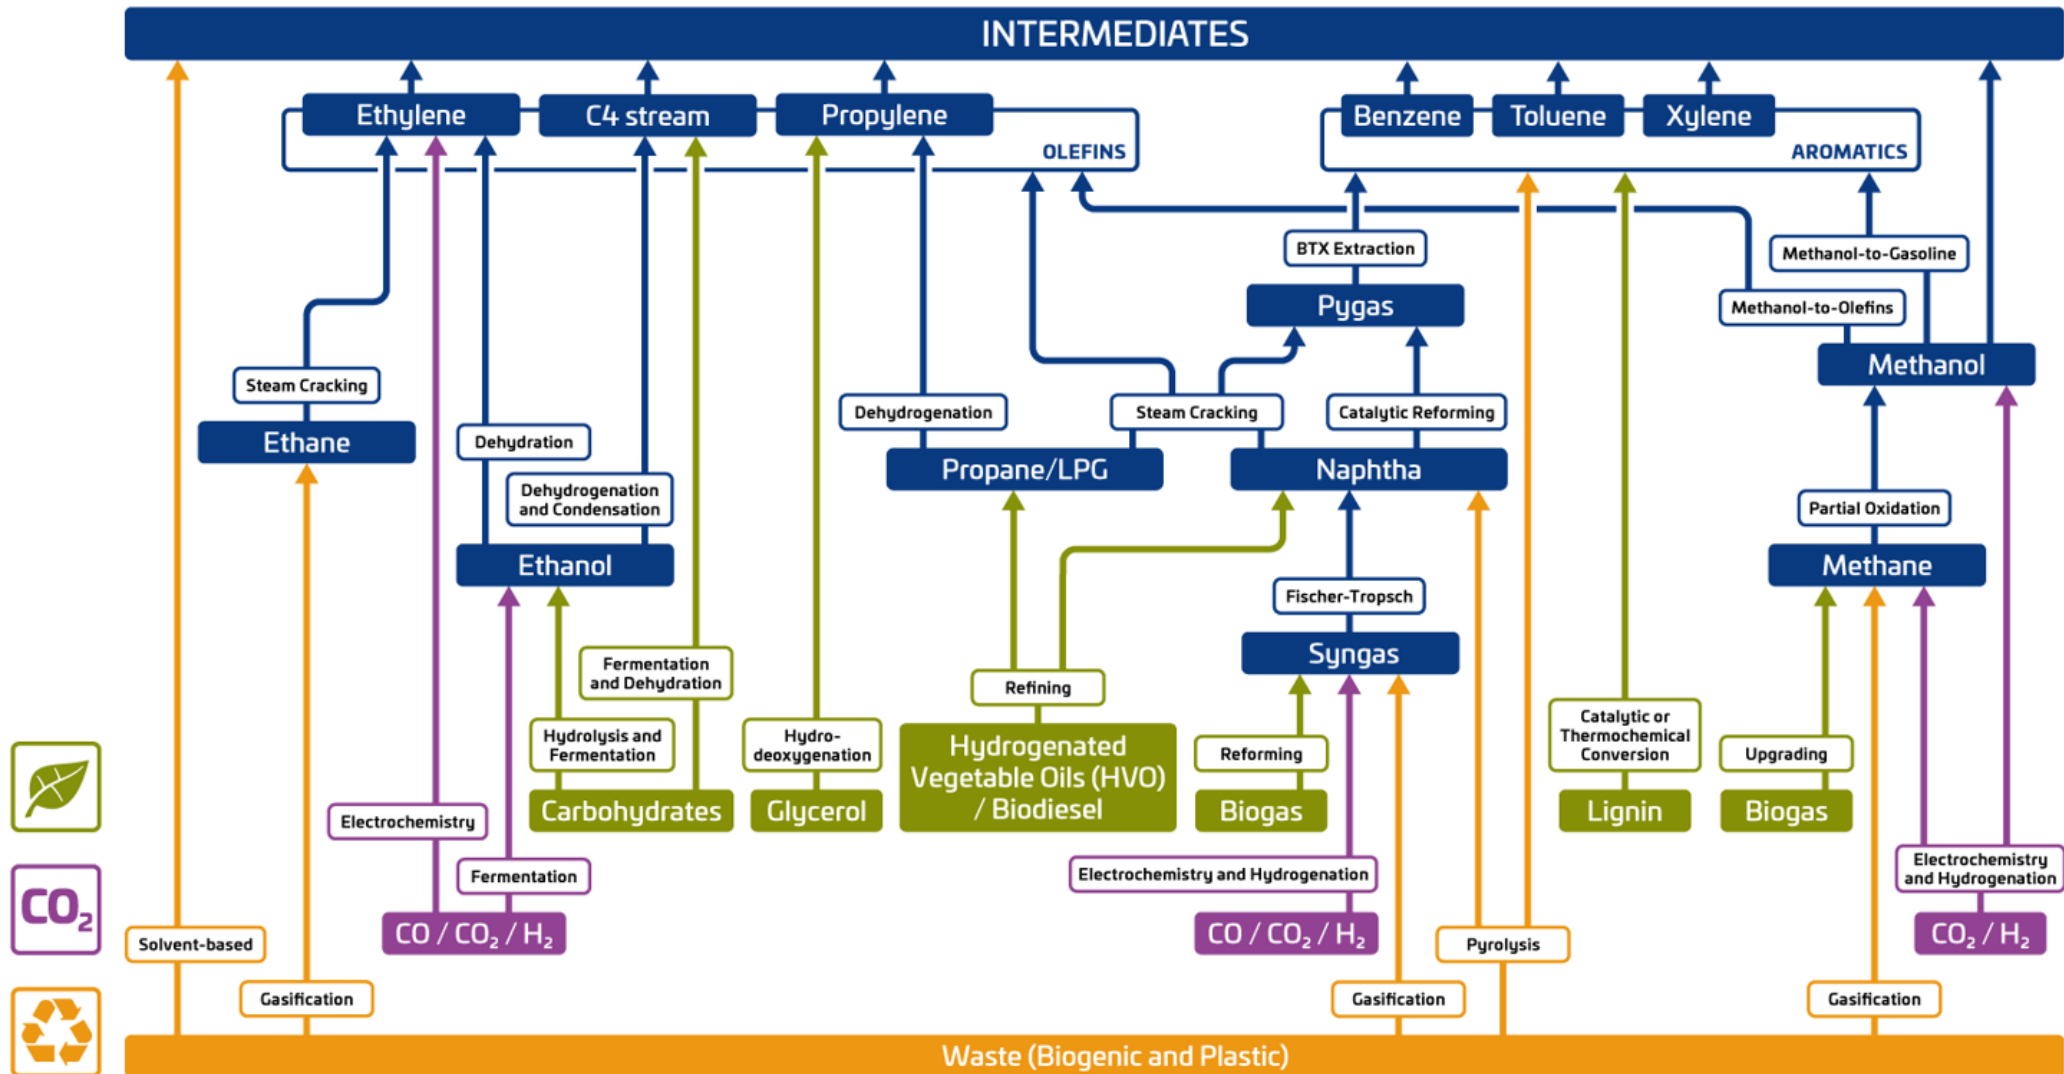 INTERMEDIATES
Ethylene
C4 stream
Propylene
Benzene
Toluene
Xylene
OLEFINS
AROMATICS
BTX Extraction
Methanol-to-Gasoline
Pygas
Methanol-to-Olefins
Methanol
Steam Cracking
Dehydrogenation
Steam Cracking
Catalytic Reforming
Ethane
Dehydration
Propane/LPG
Naphtha
Dehydrogenation
and Condensation
Partial Oxidation
Ethanol
Methane
Fischer-Tropsch
Syngas
Fermentation
and Dehydration
Refining
Hydrolysis and
Fermentation
Hydro-
deoxygenation
Hydrogenated
Vegetable Oils (HVO)
/ Biodiesel
Reforming
Catalytic or
Thermochemical
Conversion
Upgrading
Carbohydrates
Glycerol
Biogas
Lignin
Biogas
Electrochemistry
Fermentation
Electrochemistry and Hydrogenation
Electrochemistry
and Hydrogenation
CO₂
CO / CO₂ / H₂
CO / CO₂ / H₂
CO₂ / H₂
Solvent-based
Pyrolysis
Gasification
Gasification
Gasification
Waste (Biogenic and Plastic)